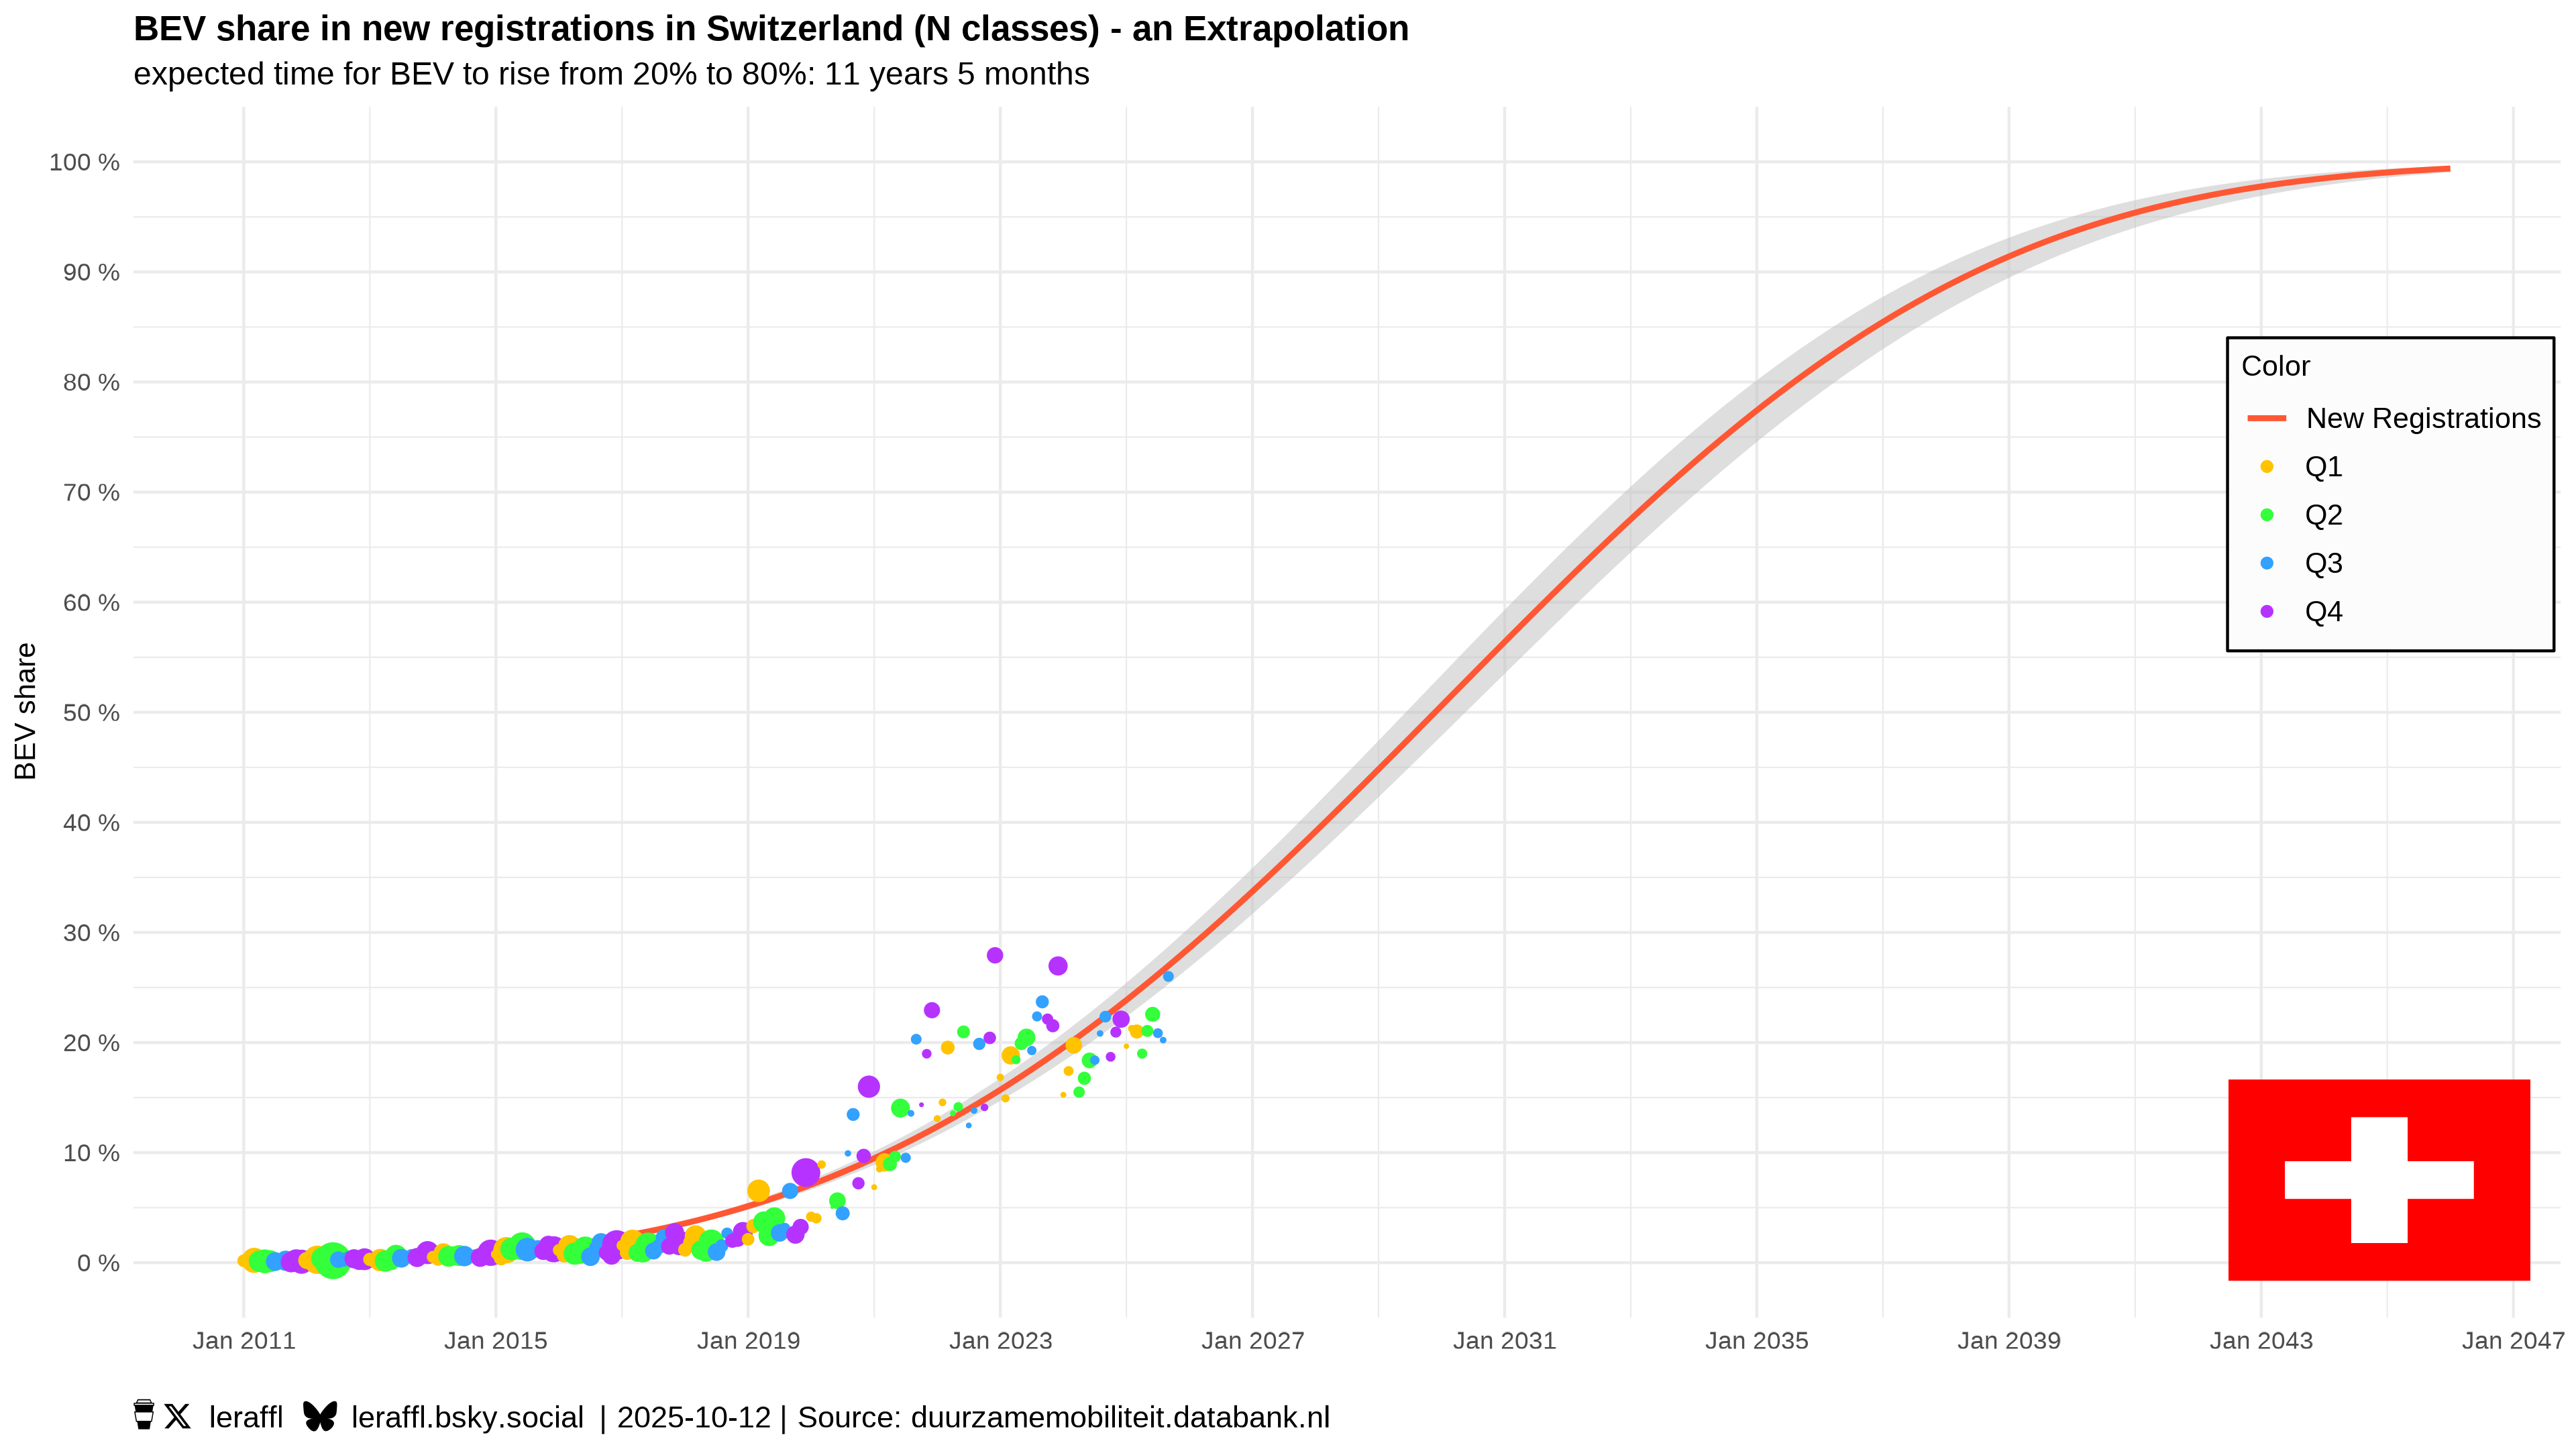 BEV share in new registrations in Switzerland (N classes) - an Extrapolation
expected time for BEV to rise from 20% to 80%: 11 years 5 months
BEV share
100 %
90 %
80 %
70 %
60 %
50 %
40 %
30 %
20 %
10 %
0 %
Color
New Registrations
Q1
Q2
Q3
Q4
Jan 2011 Jan 2015 Jan 2019 Jan 2023 Jan 2027 Jan 2031 Jan 2035 Jan 2039 Jan 2043 Jan 2047
leraffl leraffl.bsky.social | 2025-10-12 | Source: duurzamemobiliteit.databank.nl